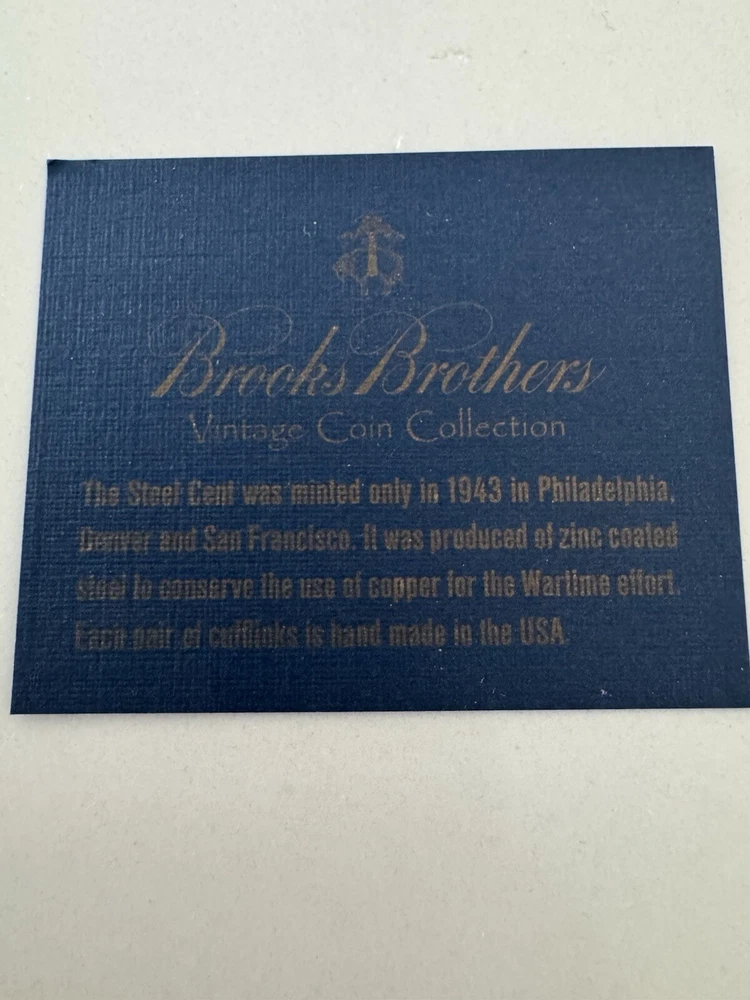 Brooks Brothers
Vintage Coin Collection
The Steel Cent was minted only in 1943 in Philadelphia,
Denver and San Francisco. It was produced of zinc coated
steel to conserve the use of copper for the Wartime effort.
Each pair of cufflinks is hand made in the USA.